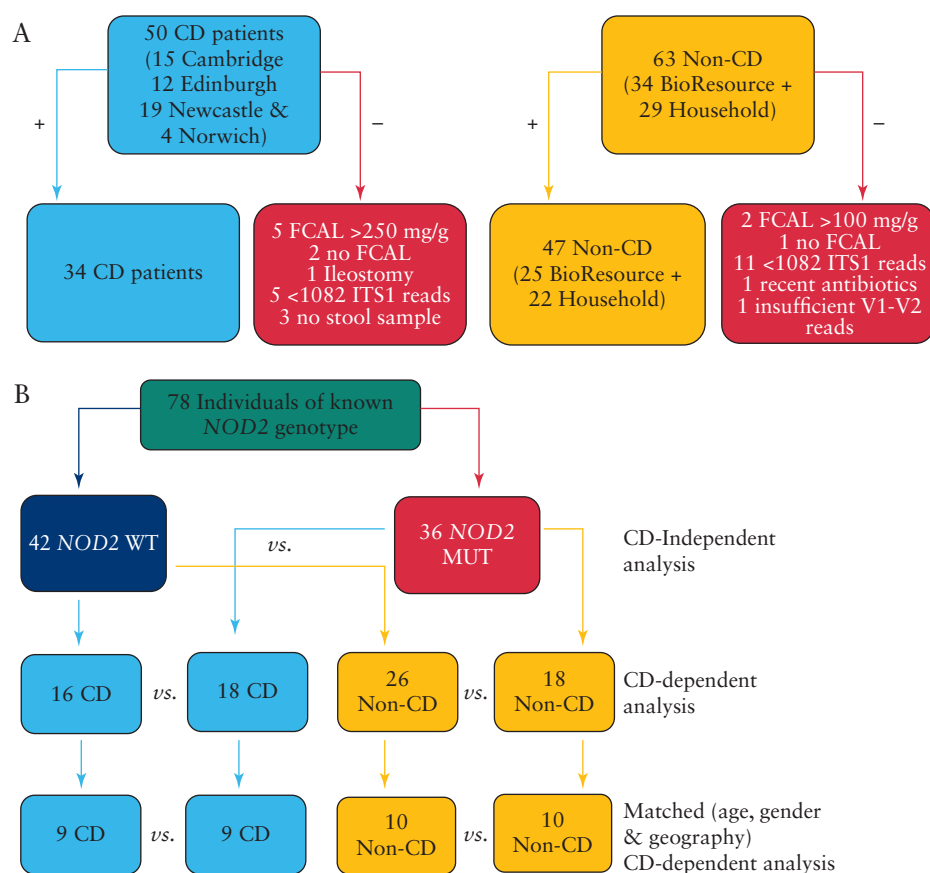 A
50 CD patients
(15 Cambridge
12 Edinburgh
19 Newcastle &
4 Norwich)
63 Non-CD
(34 BioResource +
29 Household)
+
–
+
–
34 CD patients
5 FCAL >250 mg/g
2 no FCAL
1 Ileostomy
5 <1082 ITS1 reads
3 no stool sample
47 Non-CD
(25 BioResource +
22 Household)
2 FCAL >100 mg/g
1 no FCAL
11 <1082 ITS1 reads
1 recent antibiotics
1 insufficient V1-V2
reads
B
78 Individuals of known
NOD2 genotype
42 NOD2 WT
vs.
36 NOD2
MUT
CD-Independent
analysis
16 CD
vs.
18 CD
26
Non-CD
vs.
18
Non-CD
CD-dependent
analysis
9 CD
vs.
9 CD
10
Non-CD
vs.
10
Non-CD
Matched (age, gender
& geography)
CD-dependent analysis